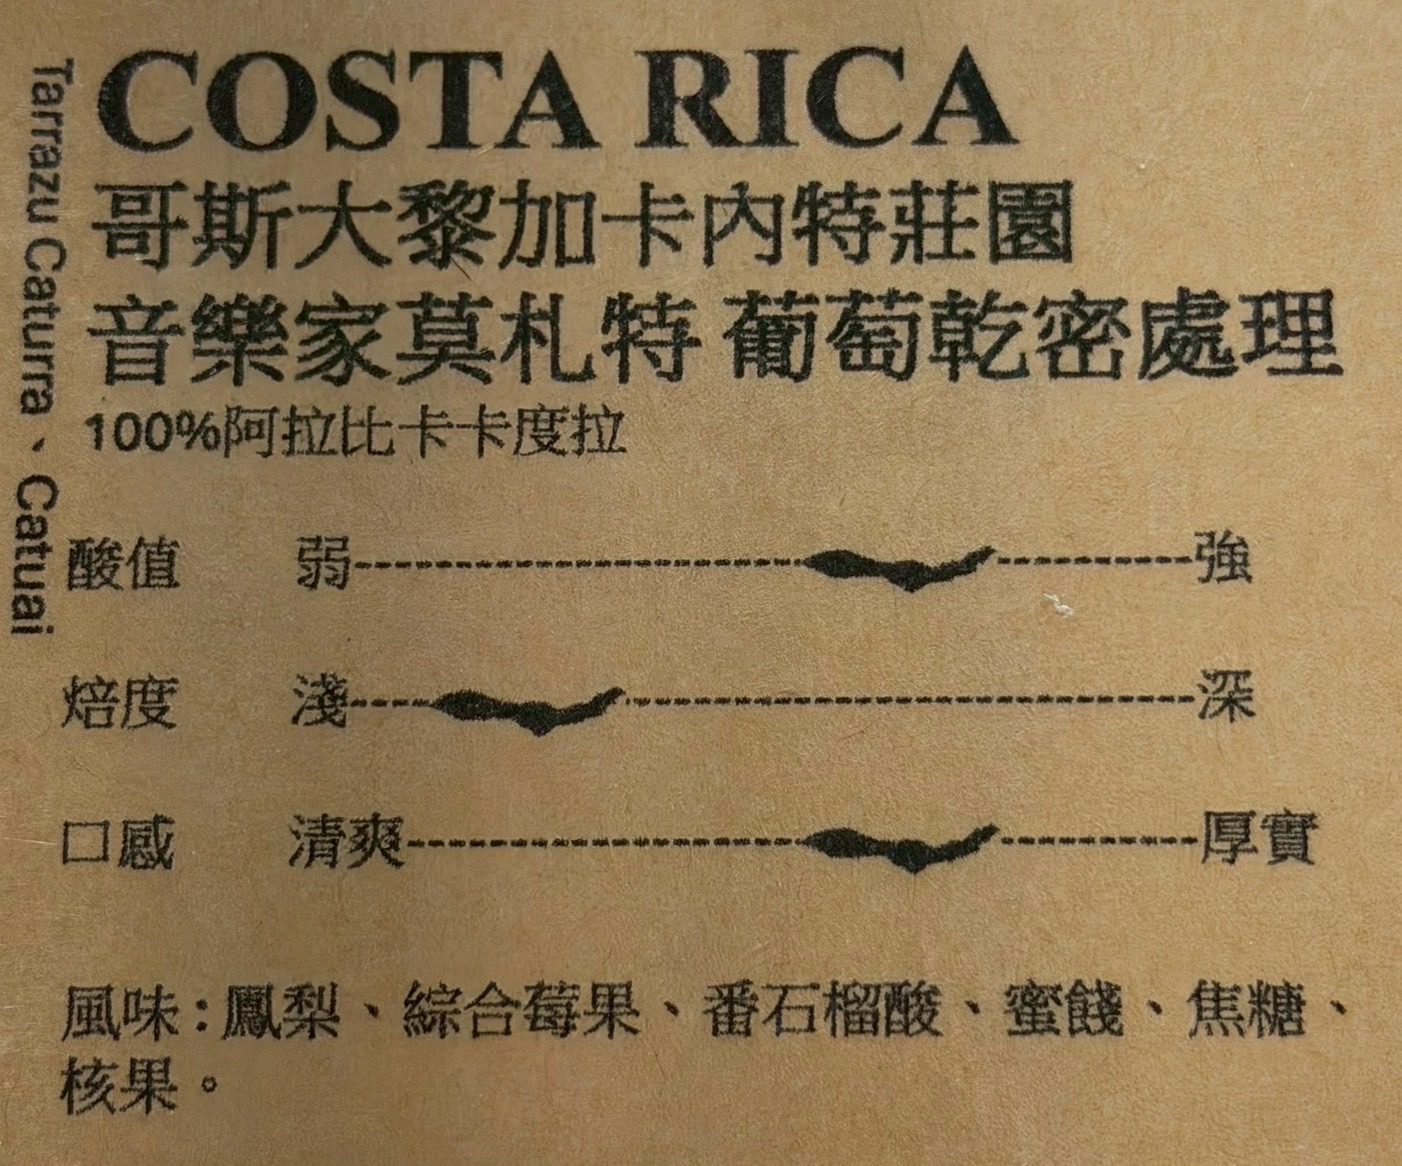 COSTA RICA
哥斯大黎加卡內特莊園
音樂家莫札特 葡萄乾密處理
100%阿拉比卡卡度拉
Tarrazu Caturra、Catuai
酸值 弱 強
焙度 淺 深
口感 清爽 厚實
風味:鳳梨、綜合莓果、番石榴酸、蜜餞、焦糖、
核果。